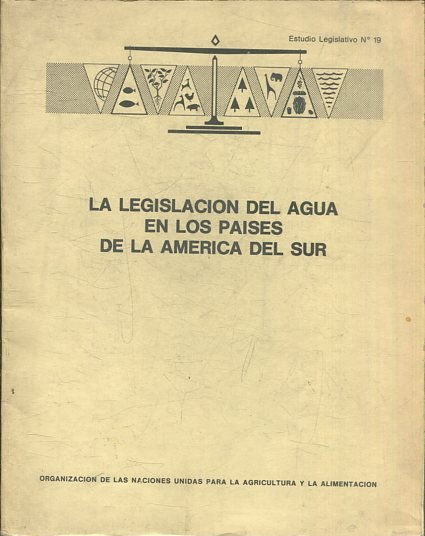 Estudio Legislativo Nº 19
LA LEGISLACION DEL AGUA
EN LOS PAISES
DE LA AMERICA DEL SUR
ORGANIZACION DE LAS NACIONES UNIDAS PARA LA AGRICULTURA Y LA ALIMENTACION